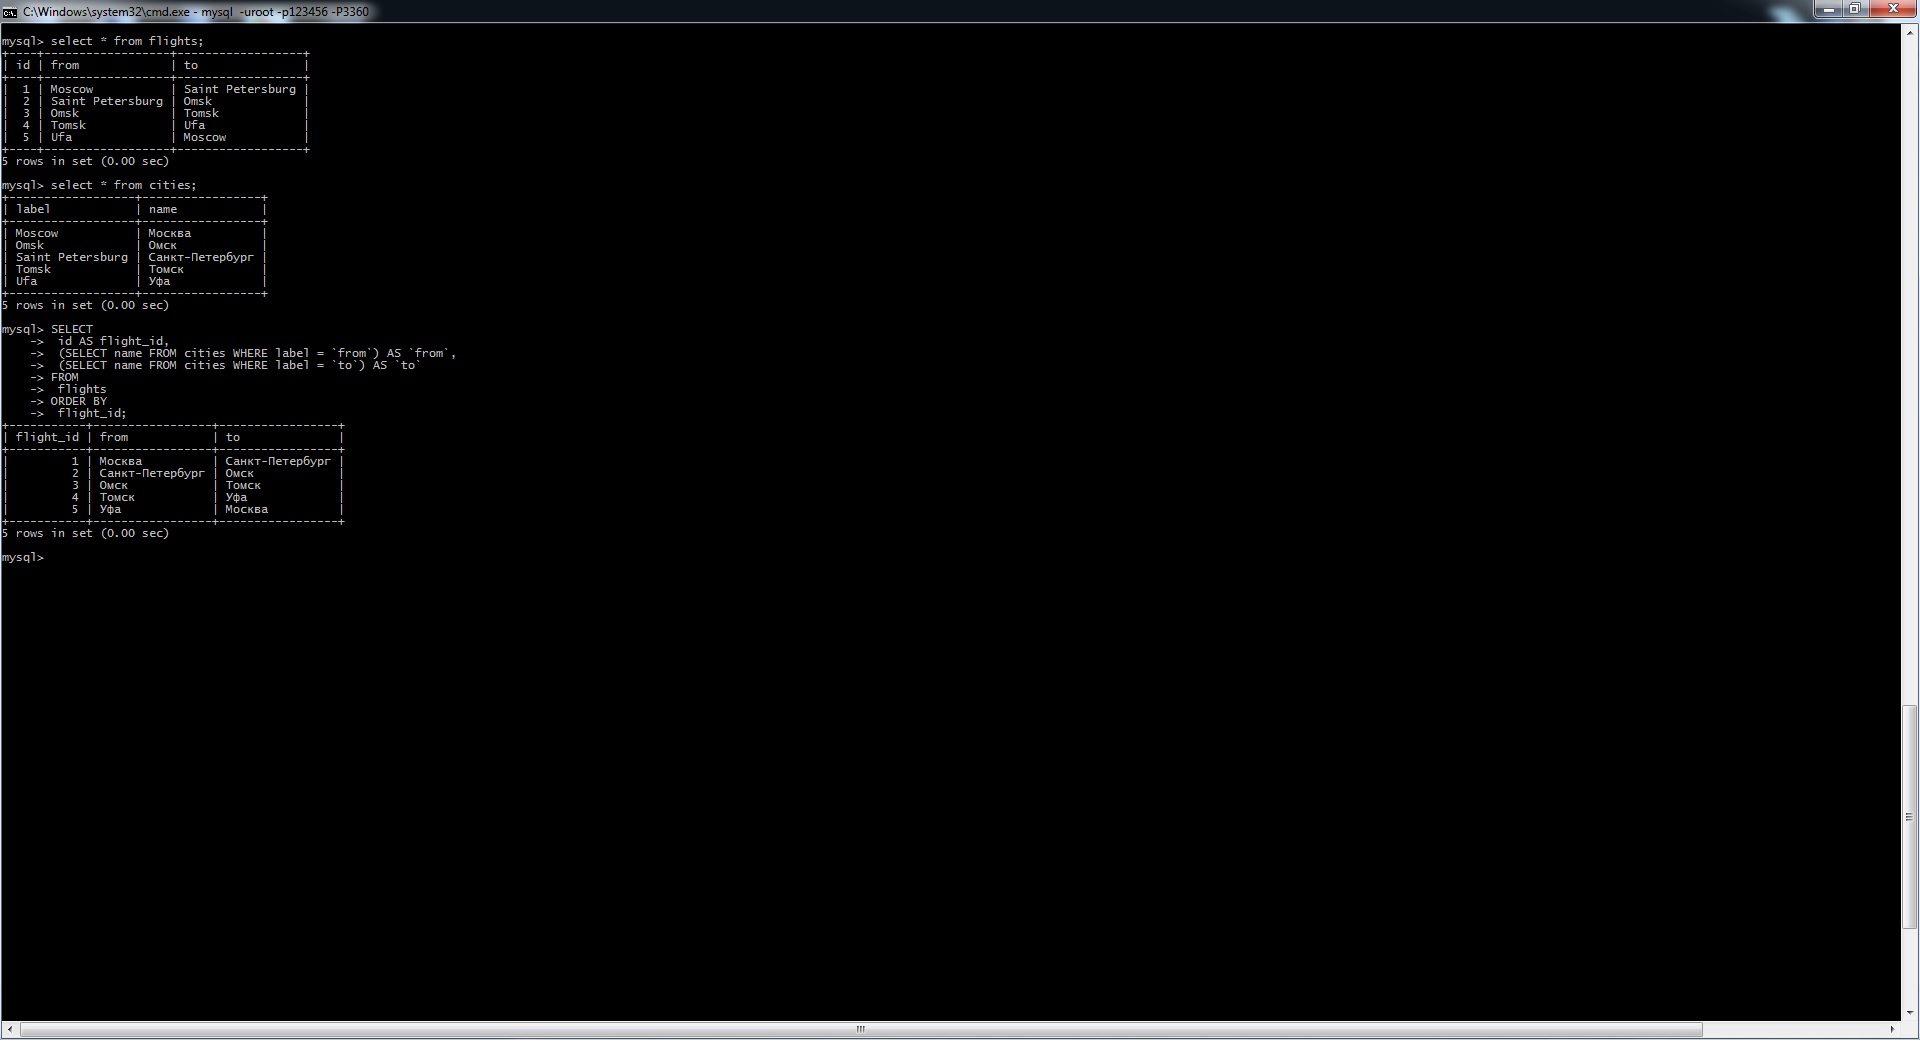 C:\Windows\system32\cmd.exe - mysql  -uroot -p123456 -P3360
mysql> select * from flights;
+----+------------------+------------------+
| id | from             | to               |
+----+------------------+------------------+
|  1 | Moscow           | Saint Petersburg |
|  2 | Saint Petersburg | Omsk             |
|  3 | Omsk             | Tomsk            |
|  4 | Tomsk            | Ufa              |
|  5 | Ufa              | Moscow           |
+----+------------------+------------------+
5 rows in set (0.00 sec)
mysql> select * from cities;
+------------------+-----------------+
| label            | name            |
+------------------+-----------------+
| Moscow           | Москва          |
| Omsk             | Омск            |
| Saint Petersburg | Санкт-Петербург |
| Tomsk            | Томск           |
| Ufa              | Уфа             |
+------------------+-----------------+
5 rows in set (0.00 sec)
mysql> SELECT
    ->  id AS flight_id,
    ->  (SELECT name FROM cities WHERE label = `from`) AS `from`,
    ->  (SELECT name FROM cities WHERE label = `to`) AS `to`
    -> FROM
    ->  flights
    -> ORDER BY
    ->  flight_id;
+-----------+-----------------+-----------------+
| flight_id | from            | to              |
+-----------+-----------------+-----------------+
|         1 | Москва          | Санкт-Петербург |
|         2 | Санкт-Петербург | Омск            |
|         3 | Омск            | Томск           |
|         4 | Томск           | Уфа             |
|         5 | Уфа             | Москва          |
+-----------+-----------------+-----------------+
5 rows in set (0.00 sec)
mysql>